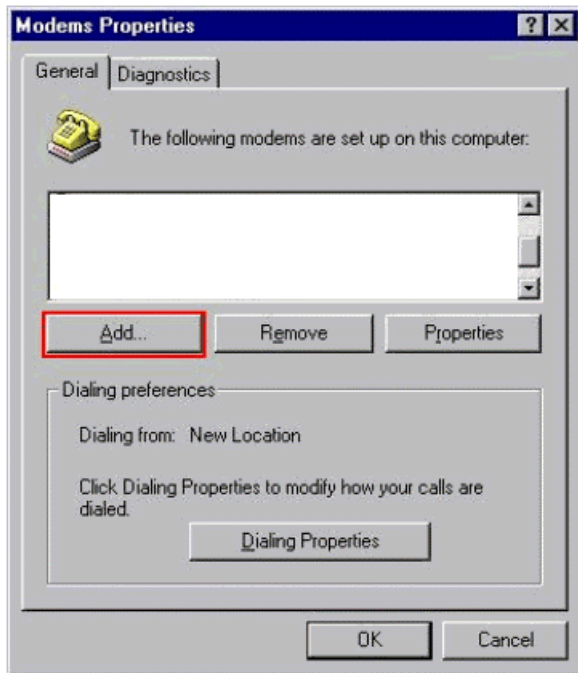 Modems Properties
General
Diagnostics
The following modems are set up on this computer:
Add...
Remove
Properties
Dialing preferences
Dialing from: New Location
Click Dialing Properties to modify how your calls are
dialed.
Dialing Properties
OK
Cancel